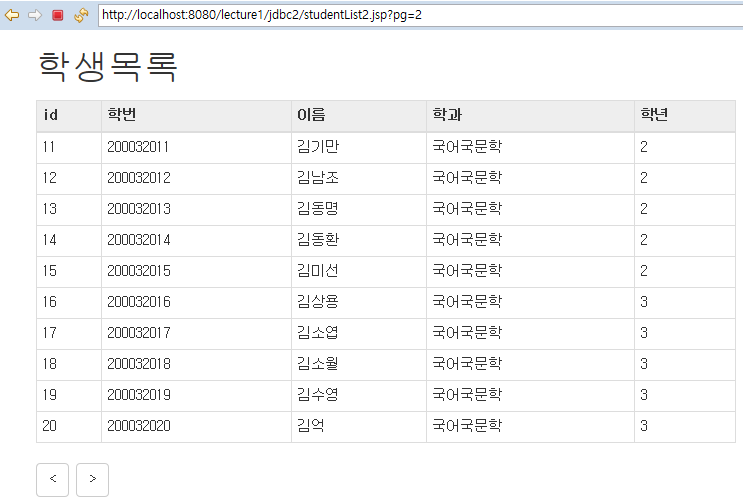 http://localhost:8080/lecture1/jdbc2/studentList2.jsp?pg=2
학생목록
id 학번 이름 학과 학년
11 200032011 김기만 국어국문학 2
12 200032012 김남조 국어국문학 2
13 200032013 김동명 국어국문학 2
14 200032014 김동환 국어국문학 2
15 200032015 김미선 국어국문학 2
16 200032016 김상용 국어국문학 3
17 200032017 김소엽 국어국문학 3
18 200032018 김소월 국어국문학 3
19 200032019 김수영 국어국문학 3
20 200032020 김억 국어국문학 3
< >